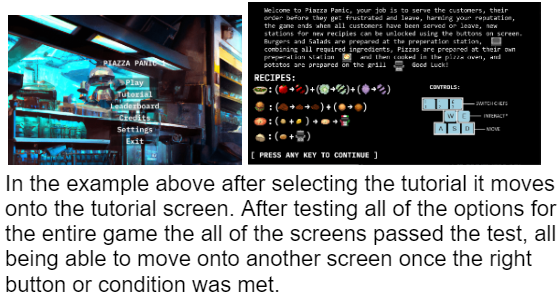 PIAZZA PANIC
Play
Tutorial
Leaderboard
Credits
Settings
Exit
Welcome to Piazza Panic, your job is to serve the customers, their
order before they get frustrated and leave, harming your reputation,
the game ends when all customers have been served or leave, new
stations for new recipies can be unlocked using the buttons on screen.
Burgers and Salads are prepared at the preperation station,
combining all required ingredients, Pizzas are prepared at their own
preperation station and then cooked in the pizza oven, and
potatos are prepared on the grill Good Luck!
RECIPES:
CONTROLS:
SWITCH CHEFS
W E INTERACT*
A S D MOVE
[ PRESS ANY KEY TO CONTINUE ]
In the example above after selecting the tutorial it moves
onto the tutorial screen. After testing all of the options for
the entire game the all of the screens passed the test, all
being able to move onto another screen once the right
button or condition was met.